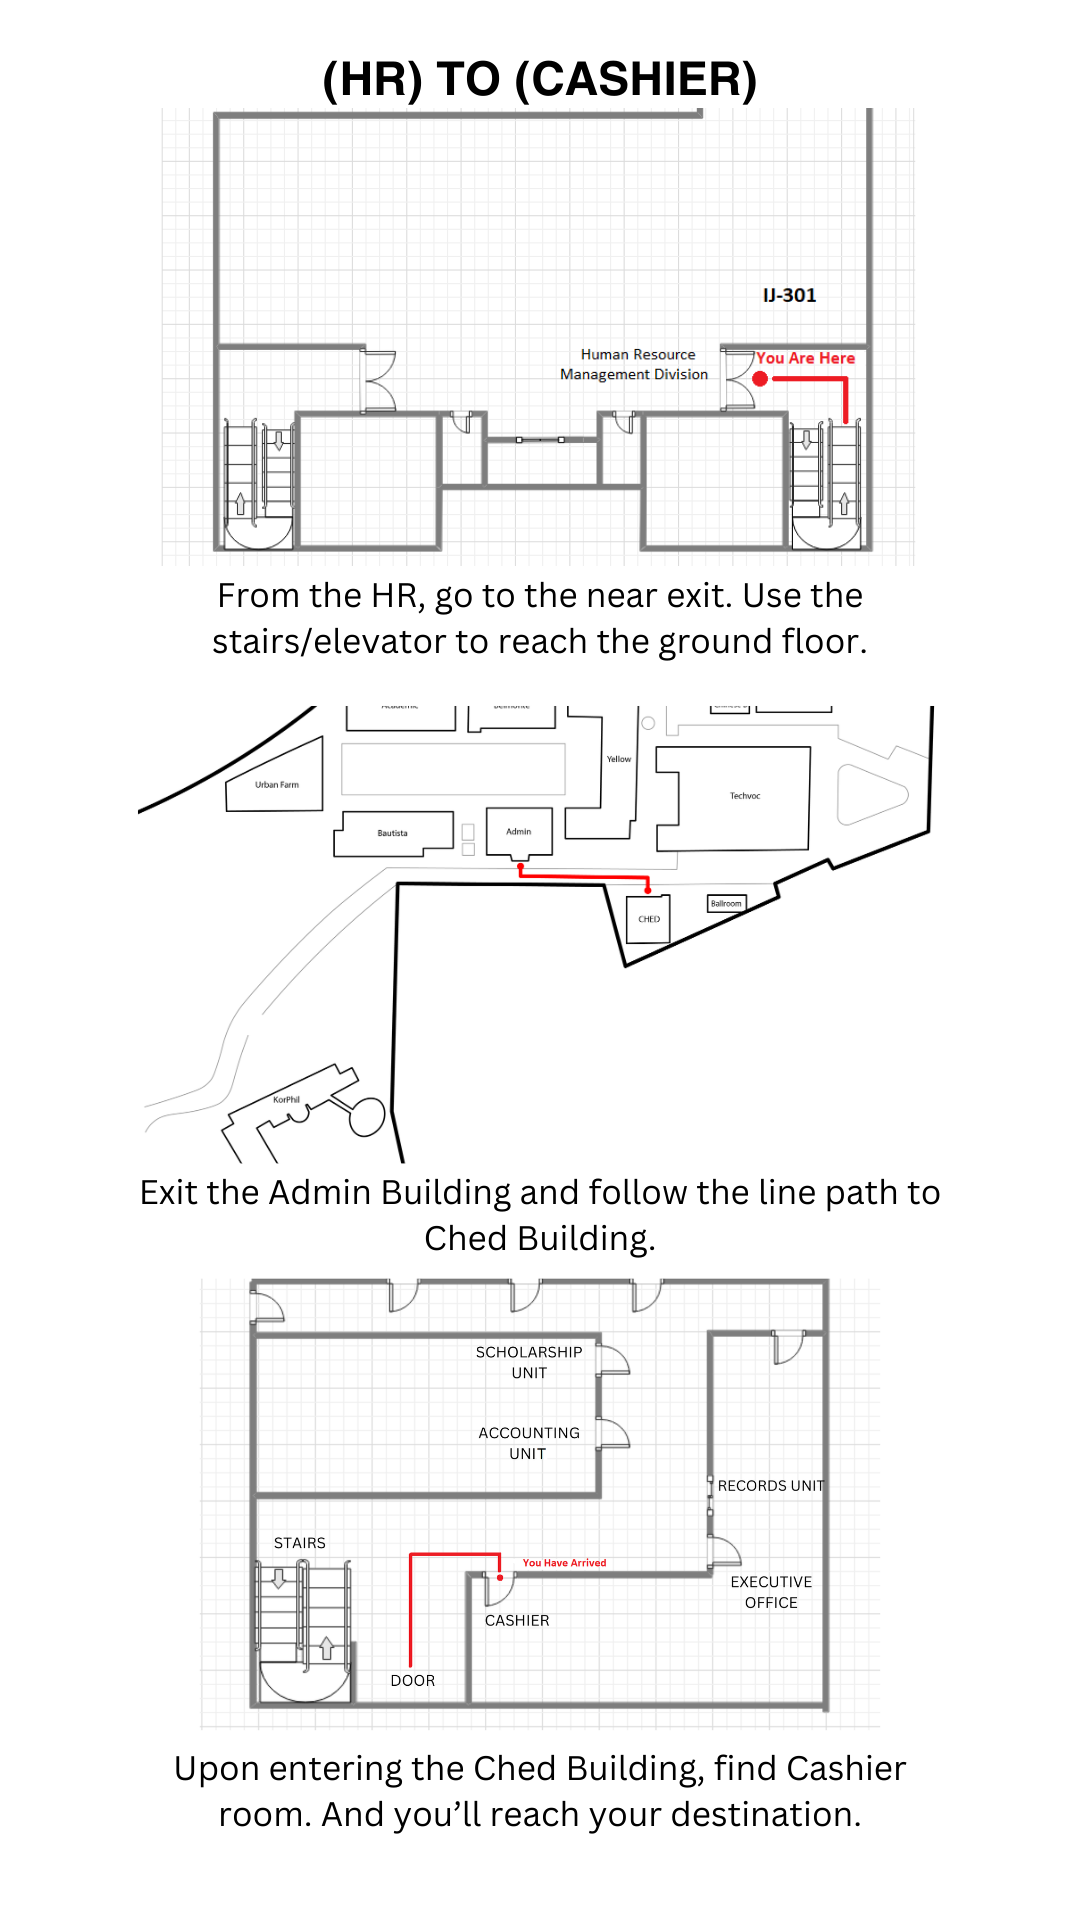 (HR) TO (CASHIER)
IJ-301
Human Resource
Management Division
You Are Here
From the HR, go to the near exit. Use the
stairs/elevator to reach the ground floor.
Academic
Belmonte
Yellow
Urban Farm
Techvoc
Bautista
Admin
CHED
Ballroom
KorPhil
Exit the Admin Building and follow the line path to
Ched Building.
SCHOLARSHIP
UNIT
ACCOUNTING
UNIT
RECORDS UNIT
STAIRS
You Have Arrived
EXECUTIVE
OFFICE
CASHIER
DOOR
Upon entering the Ched Building, find Cashier
room. And you’ll reach your destination.